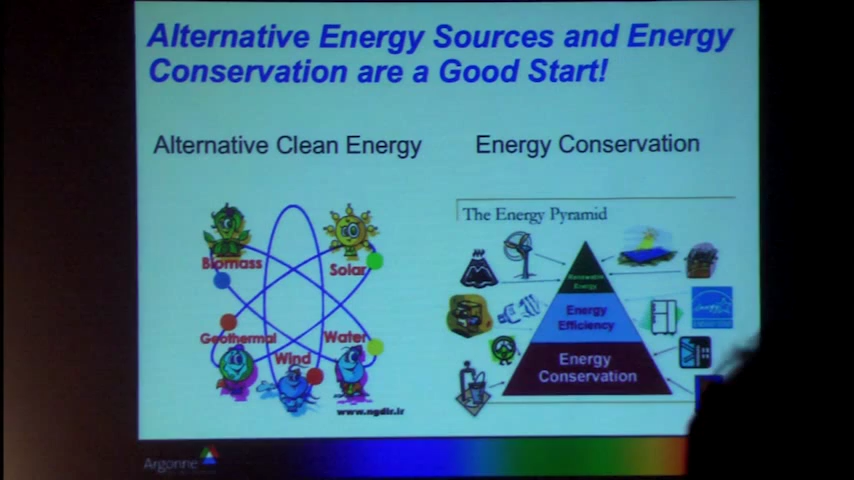 Alternative Energy Sources and Energy
Conservation are a Good Start!
Alternative Clean Energy
Energy Conservation
The Energy Pyramid
Biomass
Solar
Renewable
Energy
Energy
Efficiency
Geothermal
Water
Wind
Energy
Conservation
www.ngdir.ir
Argonne